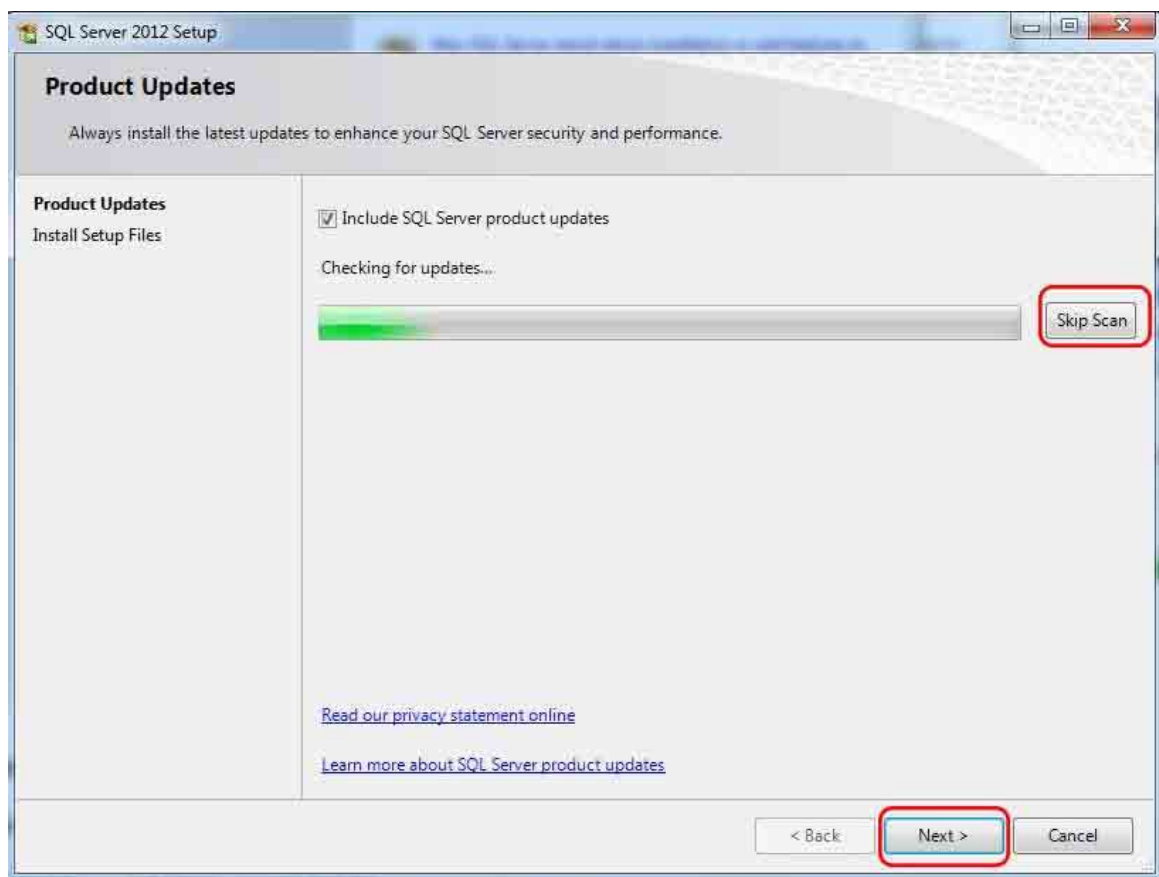 SQL Server 2012 Setup
Product Updates
Always install the latest updates to enhance your SQL Server security and performance.
Product Updates
Install Setup Files
Include SQL Server product updates
Checking for updates...
Skip Scan
Read our privacy statement online
Learn more about SQL Server product updates
< Back
Next >
Cancel